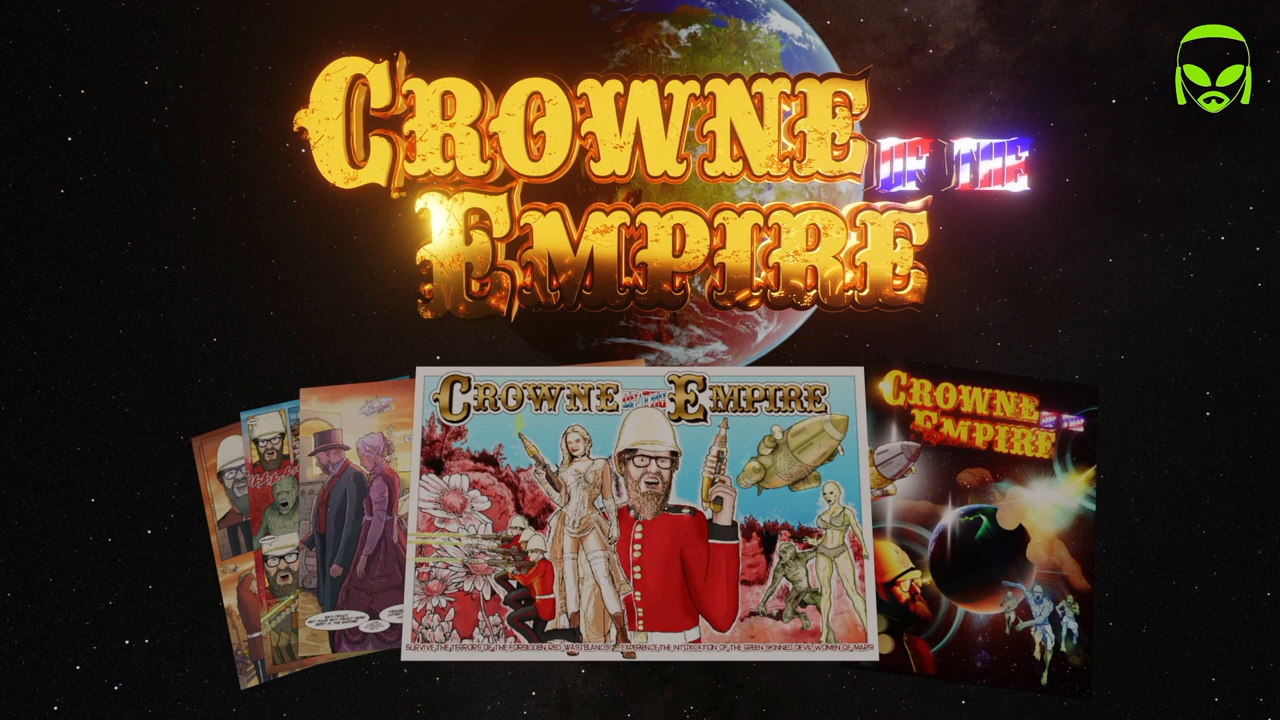 CROWNE OF THE
EMPIRE
CROWNE OF THE EMPIRE
SURVIVE THE TERRORS OF THE FORBIDDEN RED WASTELANDS! EXPERIENCE THE INTOXICATION OF THE GREEN SKINNED DEVIL WOMEN OF MARS!
CROWNE OF THE
EMPIRE